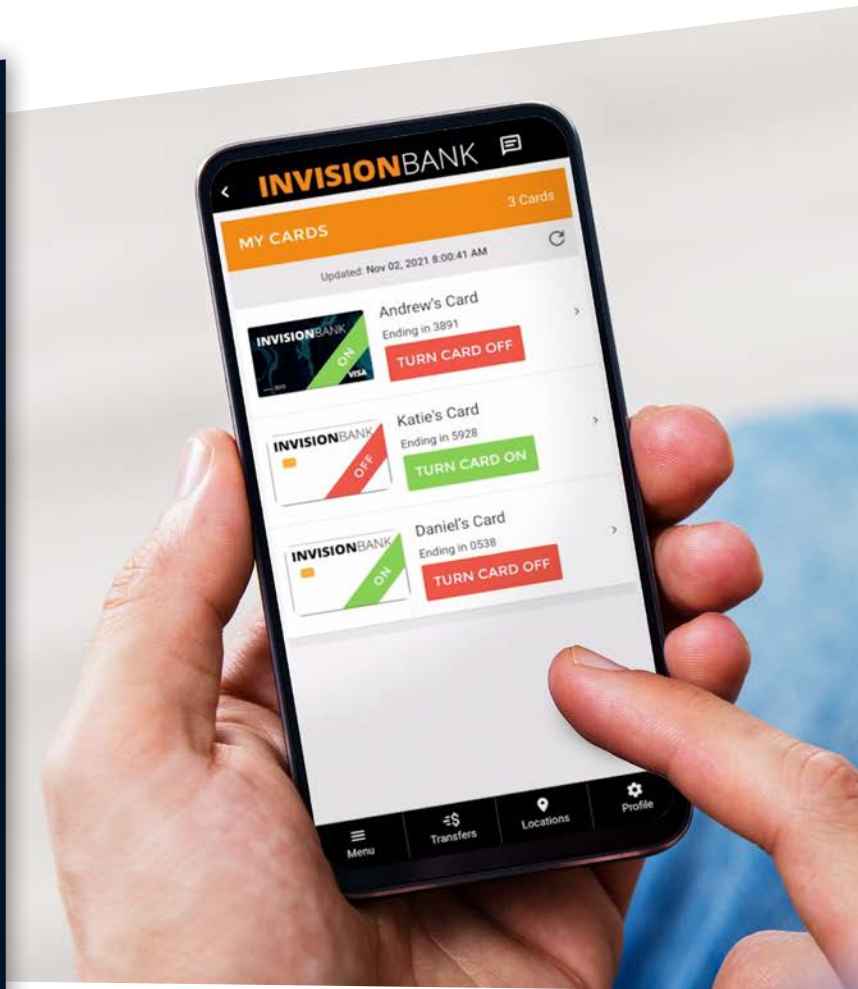 INVISIONBANK
MY CARDS
3 Cards
Updated: Nov 02, 2021 8:00:41 AM
INVISIONBANK
ON
VISA
Andrew's Card
Ending in 3891
TURN CARD OFF
INVISIONBANK
OFF
Katie's Card
Ending in 5928
TURN CARD ON
INVISIONBANK
ON
Daniel's Card
Ending in 0538
TURN CARD OFF
Menu
Transfers
Locations
Profile